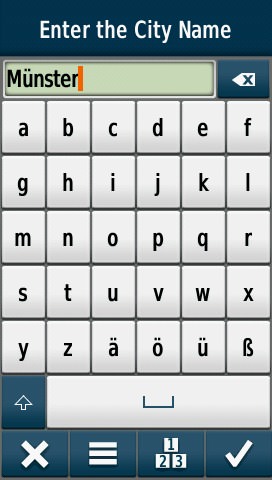 Enter the City Name
Münster
a b c d e f
g h i j k l
m n o p q r
s t u v w x
y z ä ö ü ß
1
2 3